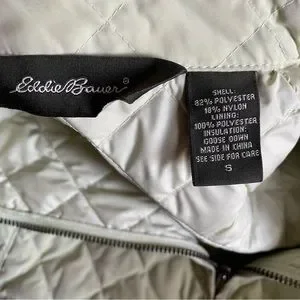 Eddie Bauer®
SHELL:
82% POLYESTER
18% NYLON
LINING:
100% POLYESTER
INSULATION:
GOOSE DOWN
MADE IN CHINA
SEE SIDE FOR CARE
S